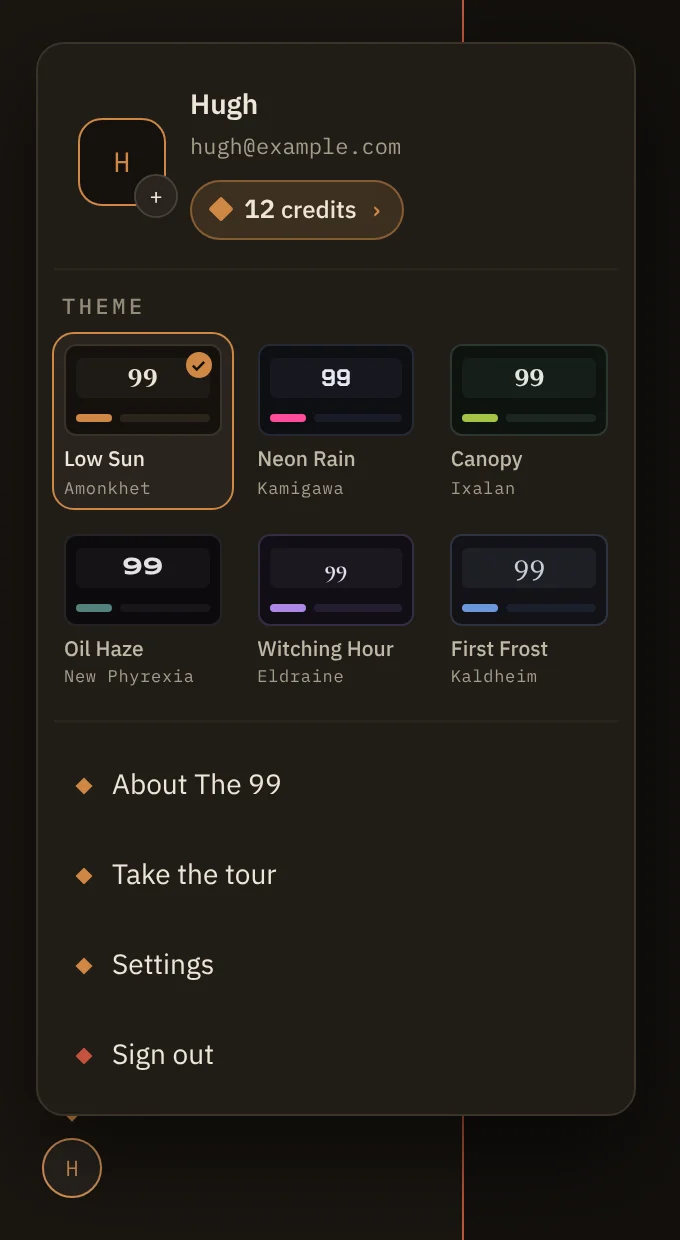 Hugh
H
hugh@example.com
+
12 credits ›
THEME
99 99 99
Low Sun Neon Rain Canopy
Amonkhet Kamigawa Ixalan
99 99 99
Oil Haze Witching Hour First Frost
New Phyrexia Eldraine Kaldheim
About The 99
Take the tour
Settings
Sign out
H